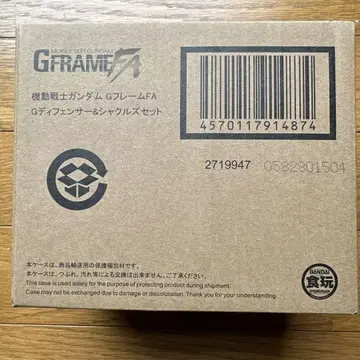 MOBILE SUIT GUNDAM
GFRAMEFA
機動戦士ガンダム GフレームFA
Gディフェンサー&シャクルズセット
4570117914874
2719947
0582801504
本ケースは、商品輸送用の保護梱包材です。
本ケースは、つぶれ、汚れ等による交換は出来ません。ご了承ください。
This case is used solely for the purpose of protecting product during shipment.
Case may not be exchanged due to damage or discoloration. Thank you for your understanding.
BANDAI
食玩